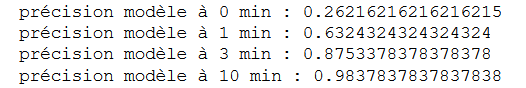 précision modèle à 0 min : 0.26216216216216215
précision modèle à 1 min : 0.6324324324324324
précision modèle à 3 min : 0.8753378378378378
précision modèle à 10 min : 0.9837837837837838